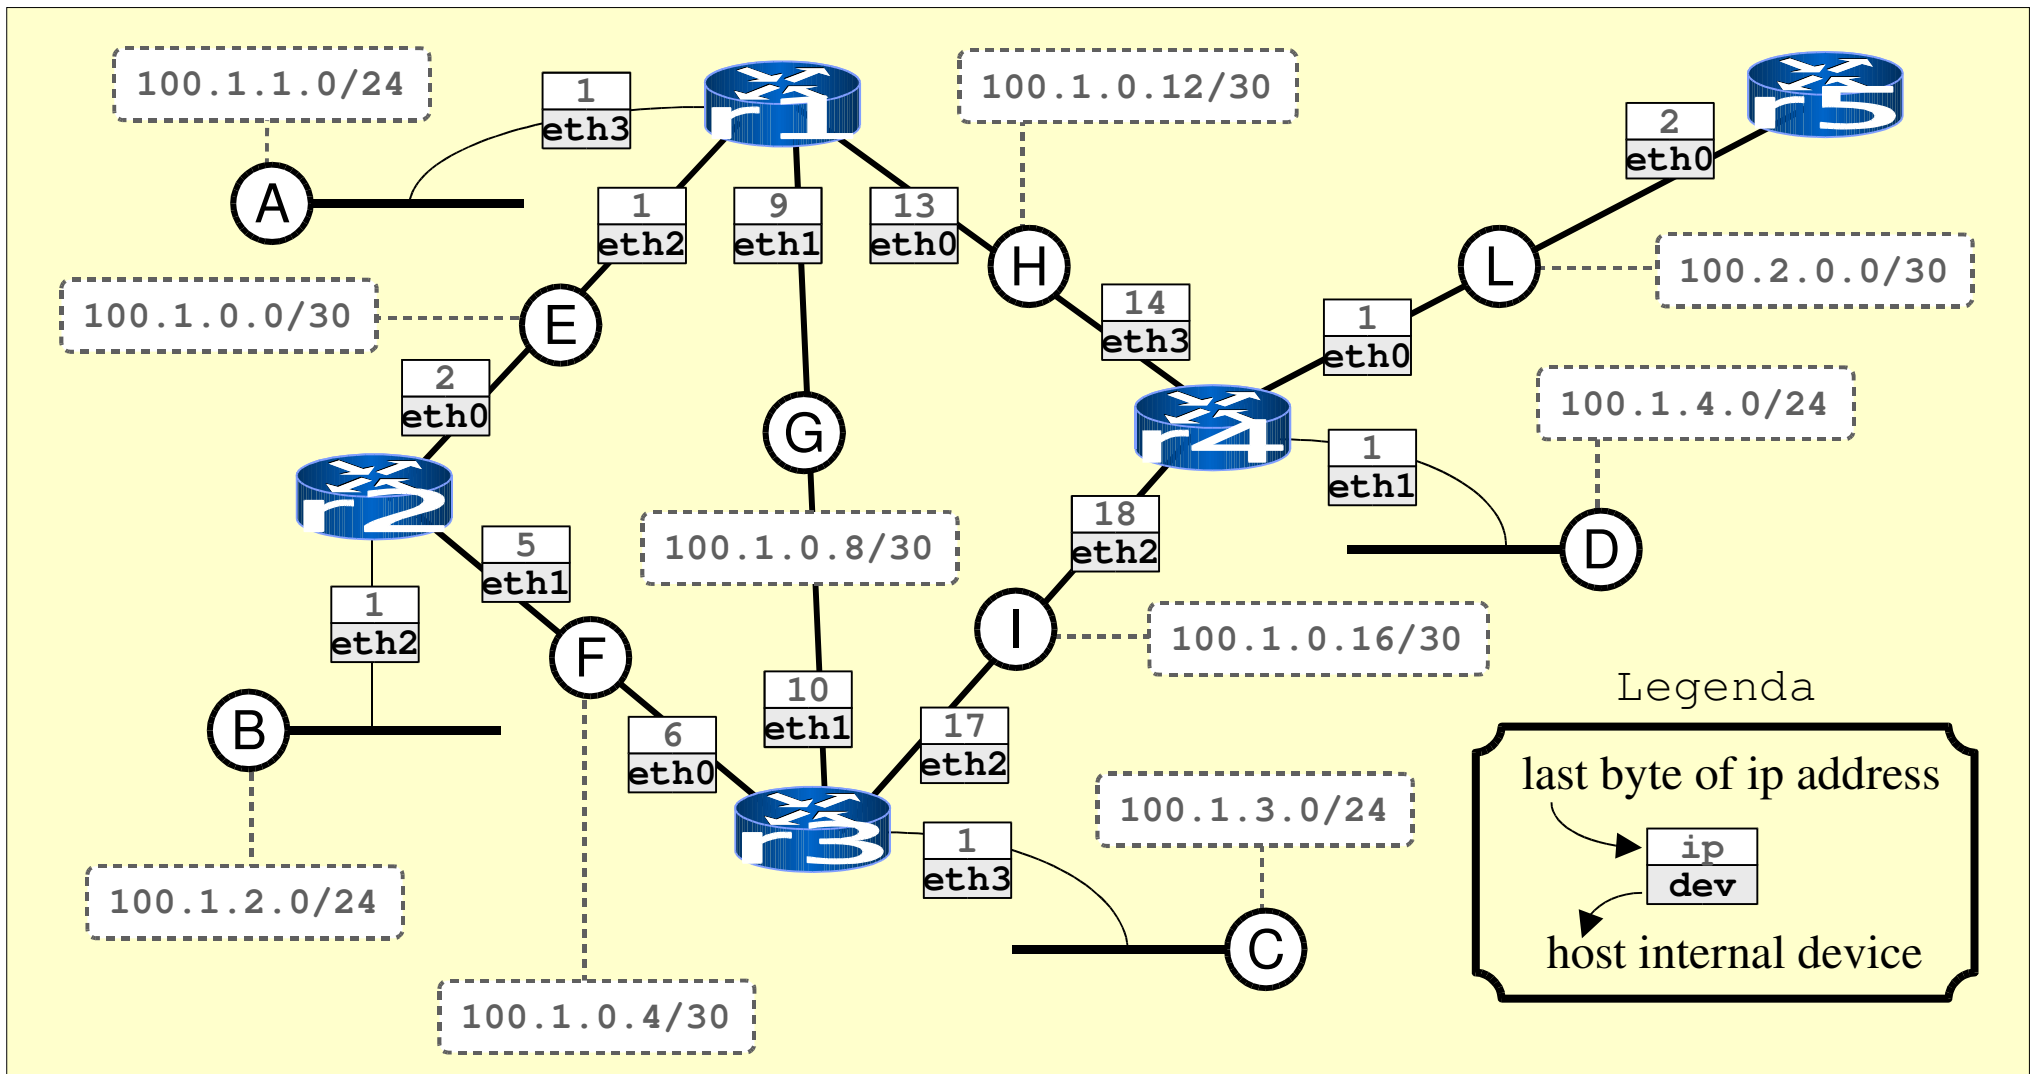 100.1.1.0/24
1
eth3
r1
100.1.0.12/30
r5
2
eth0
A
1
eth2
9
eth1
13
eth0
H
L
100.2.0.0/30
100.1.0.0/30
E
14
eth3
1
eth0
2
eth0
G
r4
100.1.4.0/24
1
eth1
r2
5
eth1
100.1.0.8/30
18
eth2
D
1
eth2
F
I
100.1.0.16/30
B
6
eth0
10
eth1
17
eth2
r3
1
eth3
100.1.3.0/24
100.1.2.0/24
C
100.1.0.4/30
Legenda
last byte of ip address
ip
dev
host internal device